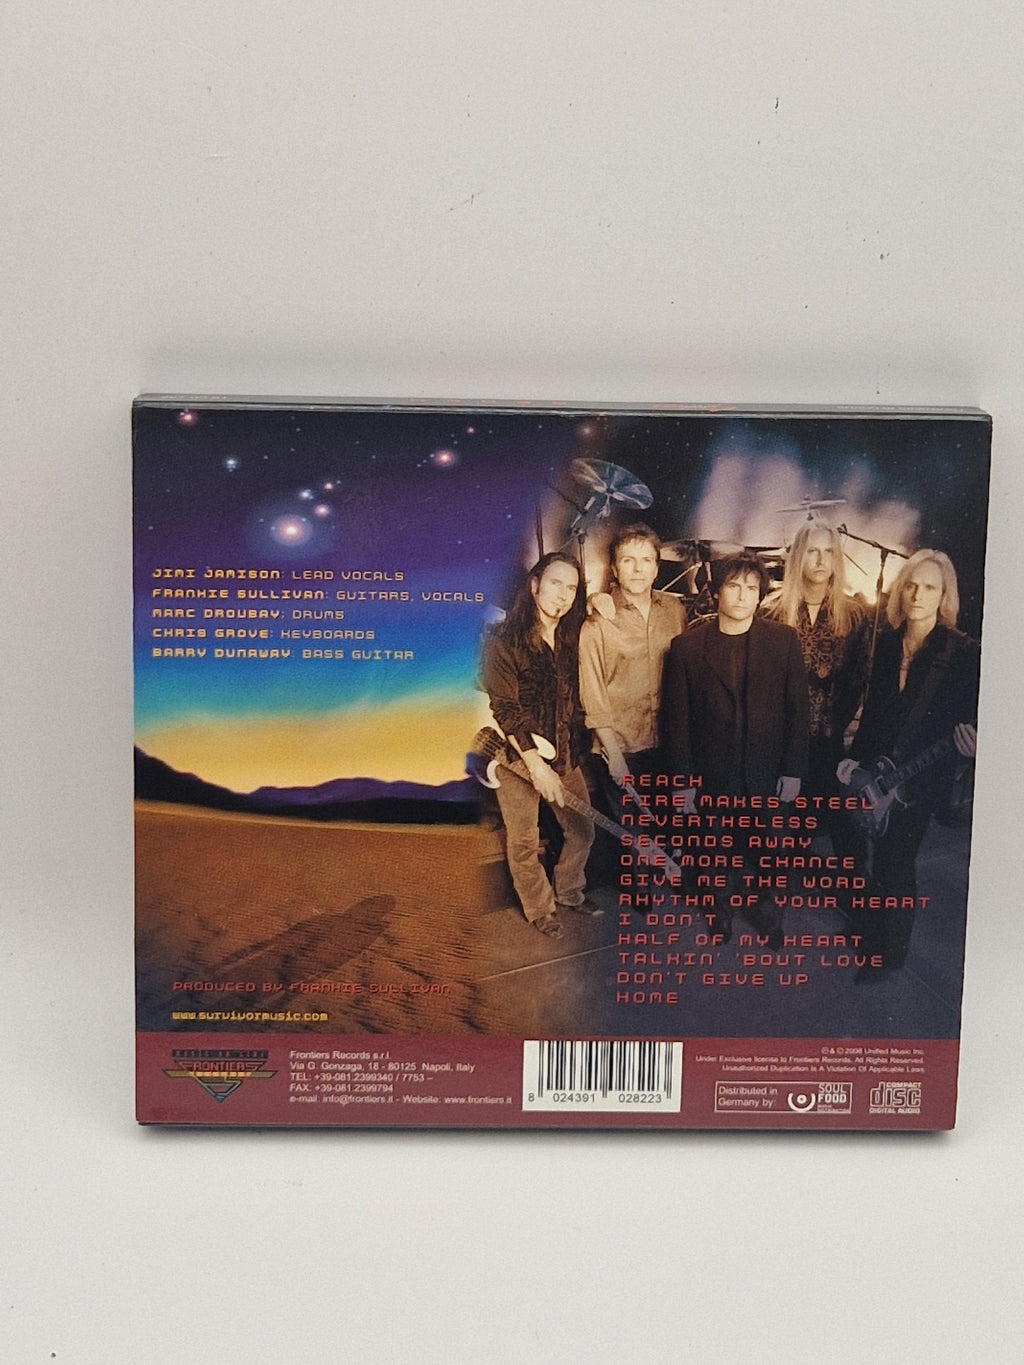 JIMI JAMISON: LEAD VOCALS
FRANKIE SULLIVAN: GUITARS, VOCALS
MARC DROUBAY: DRUMS
CHRIS GROVE: KEYBOARDS
BARRY DUNAWAY: BASS GUITAR
REACH
FIRE MAKES STEEL
NEVERTHELESS
SECONDS AWAY
ONE MORE CHANCE
GIVE ME THE WORD
RHYTHM OF YOUR HEART
I DON'T
HALF OF MY HEART
TALKIN' 'BOUT LOVE
DON'T GIVE UP
HOME
PRODUCED BY FRANKIE SULLIVAN
www.survivormusic.com
FRONTIERS
Frontiers Records s.r.l.
Via G. Gonzaga, 18 - 80125 Napoli, Italy
TEL: +39-081.2399340 / 7753 –
FAX: +39-081.2399794
e-mail: info@frontiers.it - Website: www.frontiers.it
8 024391 028223
℗ & © 2006 Unified Music Inc.
Under Exclusive license to Frontiers Records. All Rights Reserved.
Unauthorized Duplication Is A Violation Of Applicable Laws
Distributed in
Germany by:
SOUL
FOOD
COMPACT
disc
DIGITAL AUDIO